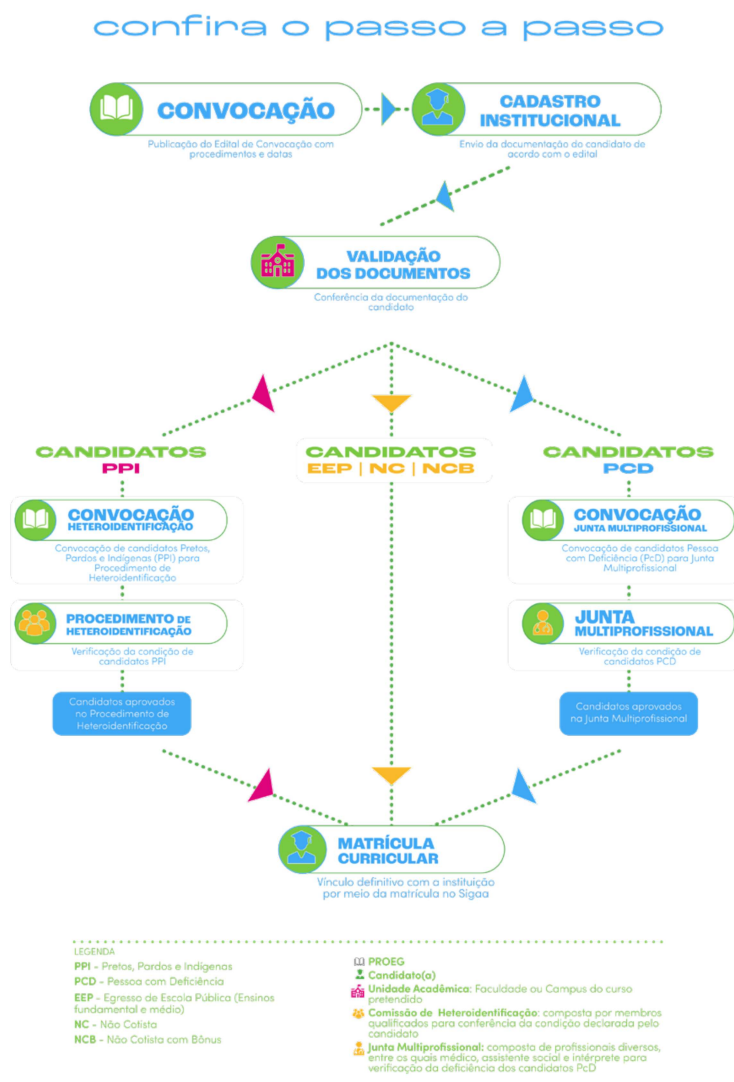 confira o passo a passo
CONVOCAÇÃO
Publicação do Edital de Convocação com
procedimentos e datas
CADASTRO
INSTITUCIONAL
Envio da documentação do candidato de
acordo com o edital
VALIDAÇÃO
DOS DOCUMENTOS
Conferência da documentação do
candidato
CANDIDATOS
PPI
CONVOCAÇÃO
HETEROIDENTIFICAÇÃO
Convocação de candidatos Pretos,
Pardos e Indígenas (PPI) para
Procedimento de
Heteroidentificação
PROCEDIMENTO DE
HETEROIDENTIFICAÇÃO
Verificação da condição de
candidatos PPI
Candidatos aprovados
no Procedimento de
Heteroidentificação
CANDIDATOS
EEP | NC | NCB
CANDIDATOS
PCD
CONVOCAÇÃO
JUNTA MULTIPROFISSIONAL
Convocação de candidatos Pessoa
com Deficiência (PcD) para Junta
Multiprofissional
JUNTA
MULTIPROFISSIONAL
Verificação da condição de
candidatos PCD
Candidatos aprovados
na Junta Multiprofissional
MATRÍCULA
CURRICULAR
Vínculo definitivo com a instituição
por meio da matrícula no Sigaa
LEGENDA
PPI - Pretos, Pardos e Indígenas
PCD - Pessoa com Deficiência
EEP - Egresso de Escola Pública (Ensinos
fundamental e médio)
NC - Não Cotista
NCB - Não Cotista com Bônus
PROEG
Candidato(a)
Unidade Acadêmica: Faculdade ou Campus do curso
pretendido
Comissão de Heteroidentificação: composta por membros
qualificados para conferência da condição declarada pelo
candidato
Junta Multiprofissional: composta de profissionais diversos,
entre os quais médico, assistente social e intérprete para
verificação da deficiência dos candidatos PcD